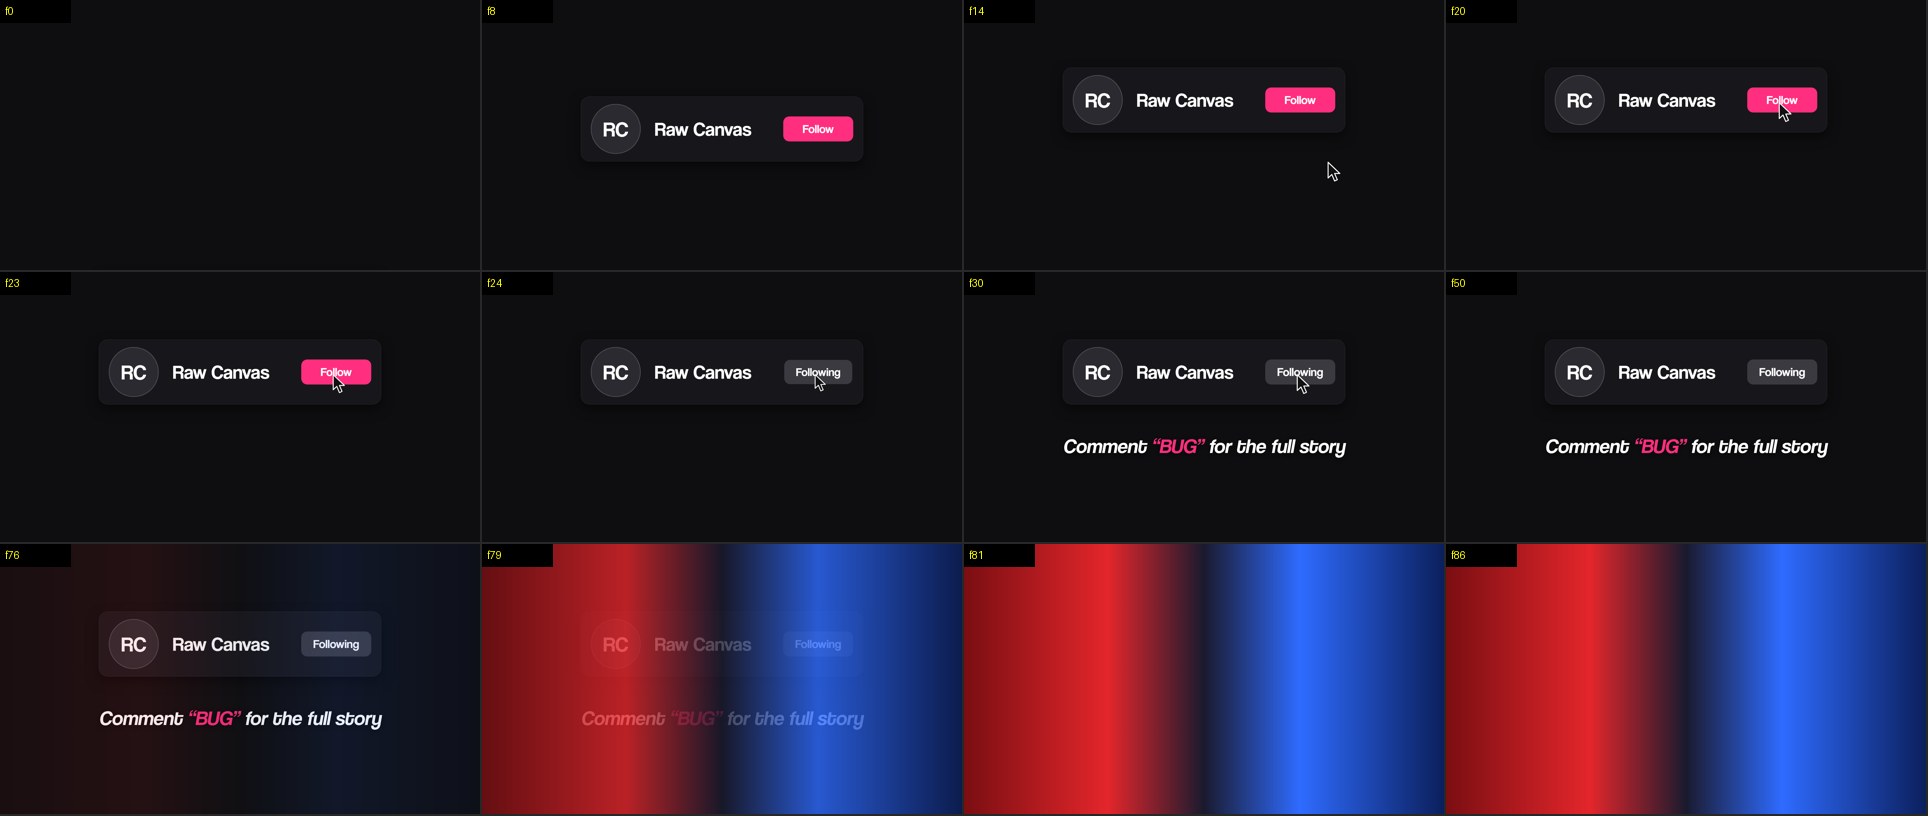 f0
f8
RC Raw Canvas Follow
f14
RC Raw Canvas Follow
f20
RC Raw Canvas Follow
f23
RC Raw Canvas Follow
f24
RC Raw Canvas Following
f30
RC Raw Canvas Following
Comment “BUG” for the full story
f50
RC Raw Canvas Following
Comment “BUG” for the full story
f76
RC Raw Canvas Following
Comment “BUG” for the full story
f79
RC Raw Canvas Following
Comment “BUG” for the full story
f81
f86